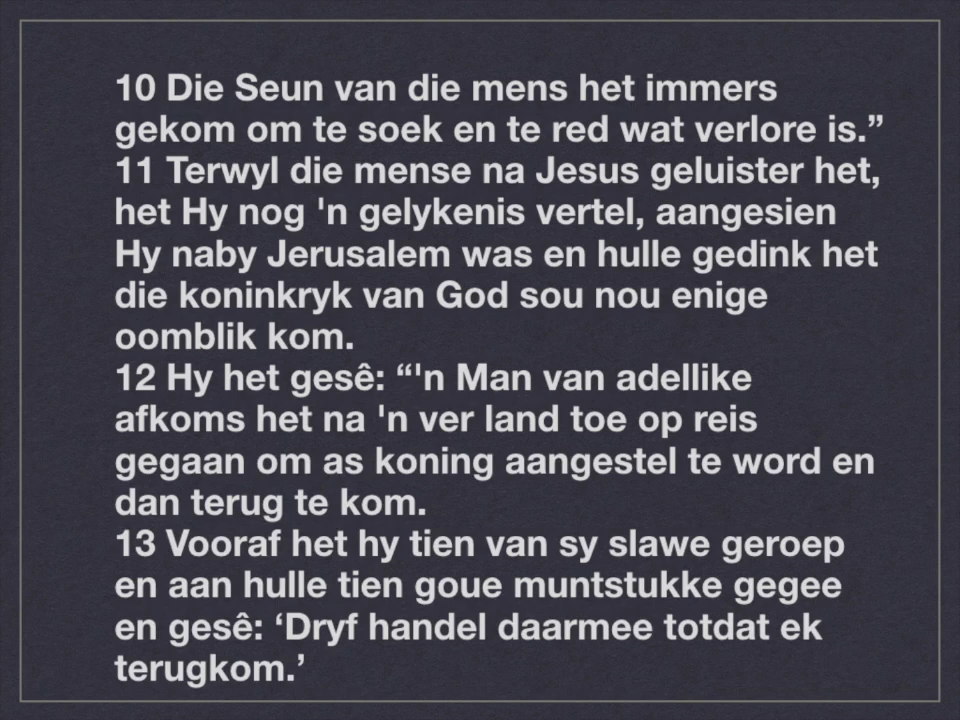 10 Die Seun van die mens het immers
gekom om te soek en te red wat verlore is.”
11 Terwyl die mense na Jesus geluister het,
het Hy nog 'n gelykenis vertel, aangesien
Hy naby Jerusalem was en hulle gedink het
die koninkryk van God sou nou enige
oomblik kom.
12 Hy het gesê: “'n Man van adellike
afkoms het na 'n ver land toe op reis
gegaan om as koning aangestel te word en
dan terug te kom.
13 Vooraf het hy tien van sy slawe geroep
en aan hulle tien goue muntstukke gegee
en gesê: ‘Dryf handel daarmee totdat ek
terugkom.’